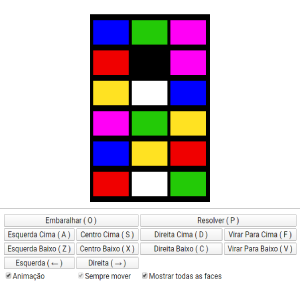 Embaralhar ( O ) Resolver ( P )
Esquerda Cima ( A ) Centro Cima ( S ) Direita Cima ( D ) Virar Para Cima ( F )
Esquerda Baixo ( Z ) Centro Baixo ( X ) Direita Baixo ( C ) Virar Para Baixo ( V )
Esquerda ( ← ) Direita ( → )
Animação Sempre mover Mostrar todas as faces